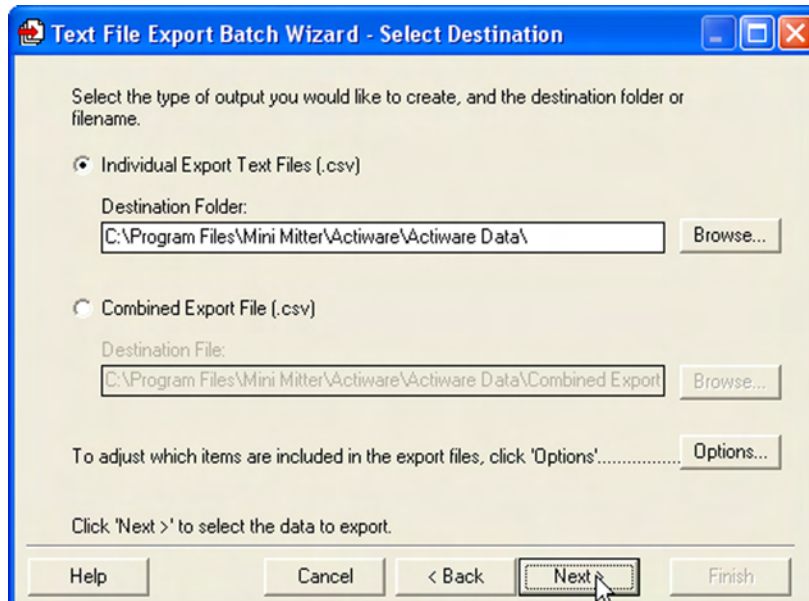 Text File Export Batch Wizard - Select Destination
Select the type of output you would like to create, and the destination folder or
filename.
Individual Export Text Files (.csv)
Destination Folder:
C:\Program Files\Mini Mitter\Actiware\Actiware Data\
Browse...
Combined Export File (.csv)
Destination File:
C:\Program Files\Mini Mitter\Actiware\Actiware Data\Combined Export
Browse...
To adjust which items are included in the export files, click 'Options'................
Options...
Click 'Next >' to select the data to export.
Help
Cancel
< Back
Next >
Finish